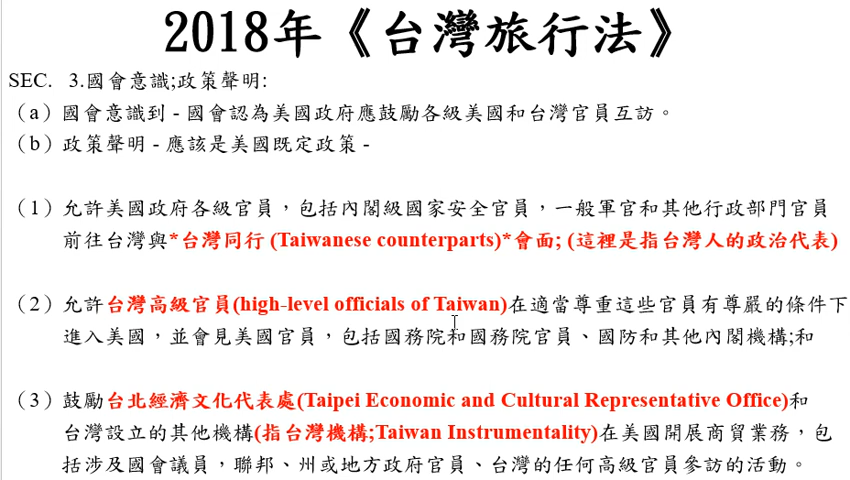 2018年《台灣旅行法》
SEC. 3.國會意識;政策聲明:
（a）國會意識到 - 國會認為美國政府應鼓勵各級美國和台灣官員互訪。
（b）政策聲明 - 應該是美國既定政策 -
（1）允許美國政府各級官員，包括內閣級國家安全官員，一般軍官和其他行政部門官員
前往台灣與*台灣同行 (Taiwanese counterparts)*會面; (這裡是指台灣人的政治代表)
（2）允許台灣高級官員(high-level officials of Taiwan)在適當尊重這些官員有尊嚴的條件下
進入美國，並會見美國官員，包括國務院和國務院官員、國防和其他內閣機構;和
（3）鼓勵台北經濟文化代表處(Taipei Economic and Cultural Representative Office)和
台灣設立的其他機構(指台灣機構;Taiwan Instrumentality)在美國開展商貿業務，包
括涉及國會議員，聯邦、州或地方政府官員、台灣的任何高級官員參訪的活動。